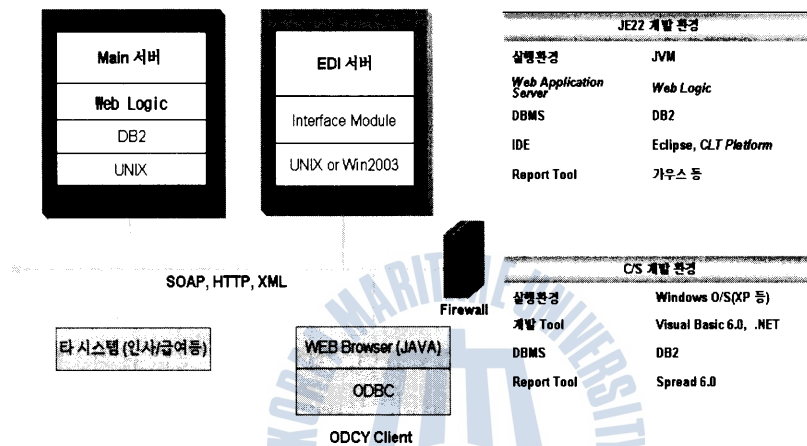 Main 서버
Web Logic
DB2
UNIX
EDI 서버
Interface Module
UNIX or Win2003
SOAP, HTTP, XML
Firewall
타 시스템 (인사/급여등)
WEB Browser (JAVA)
ODBC
ODCY Client
JE22 개발 환경
실행환경 JVM
Web Application Server Web Logic
DBMS DB2
IDE Eclipse, CLT Platform
Report Tool 가우스 등
C/S 개발 환경
실행환경 Windows O/S(XP 등)
개발 Tool Visual Basic 6.0, .NET
DBMS DB2
Report Tool Spread 6.0
KOREA MARITIME UNIVERSITY